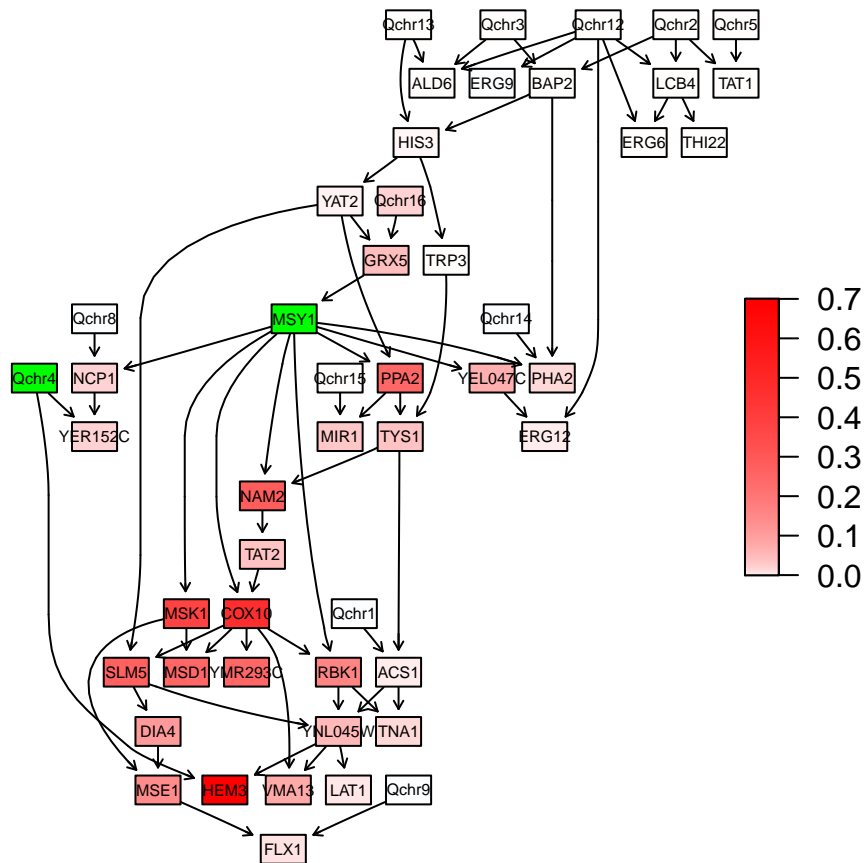 Qchr13 Qchr3 Qchr12 Qchr2 Qchr5
ALD6 ERG9 BAP2 LCB4 TAT1
HIS3 ERG6 THI22
YAT2 Qchr16
GRX5 TRP3
Qchr8 MSY1 Qchr14
Qchr4 NCP1 Qchr15 PPA2 YEL047C PHA2
YER152C MIR1 TYS1 ERG12
NAM2
TAT2
MSK1 COX10 Qchr1
SLM5 MSD1 YMR293C RBK1 ACS1
DIA4 YNL045W TNA1
MSE1 HEM3 VMA13 LAT1 Qchr9
FLX1
0.7
0.6
0.5
0.4
0.3
0.2
0.1
0.0